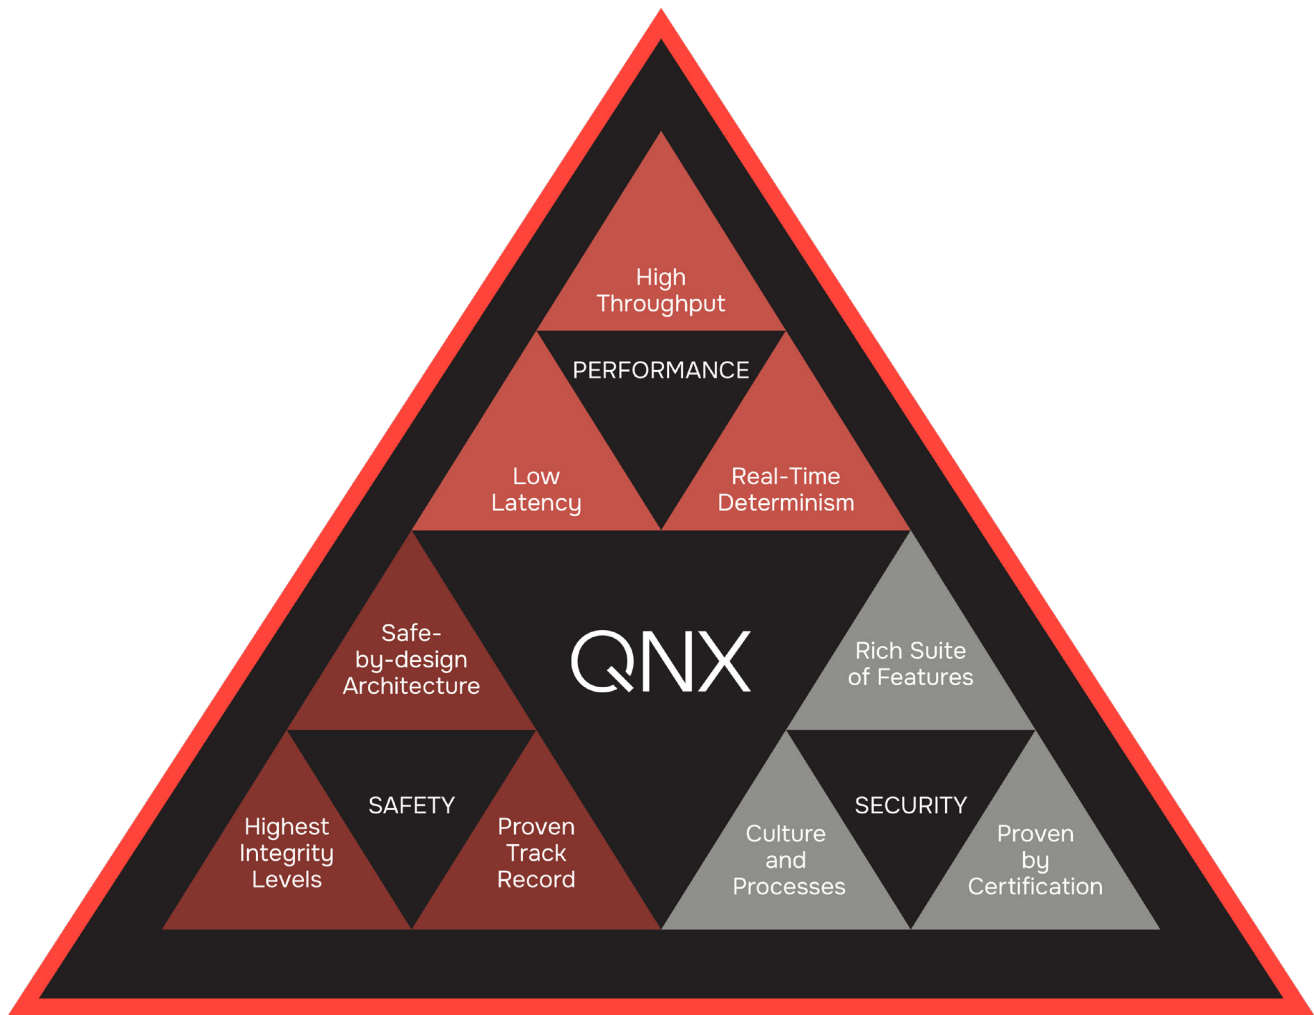 High
Throughput
PERFORMANCE
Low
Latency
Real-Time
Determinism
QNX
Safe-
by-design
Architecture
SAFETY
Highest
Integrity
Levels
Proven
Track
Record
Rich Suite
of Features
SECURITY
Culture
and
Processes
Proven
by
Certification